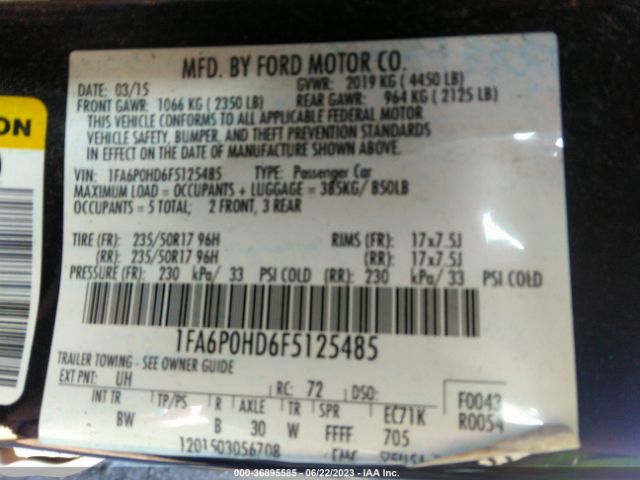 MFD. BY FORD MOTOR CO.
DATE: 03/15 GVWR: 2019 KG ( 4450 LB)
FRONT GAWR: 1066 KG ( 2350 LB) REAR GAWR: 964 KG ( 2125 LB)
THIS VEHICLE CONFORMS TO ALL APPLICABLE FEDERAL MOTOR
VEHICLE SAFETY, BUMPER, AND THEFT PREVENTION STANDARDS
IN EFFECT ON THE DATE OF MANUFACTURE SHOWN ABOVE.
VIN: 1FA6P0HD6F5125485 TYPE: Passenger Car
MAXIMUM LOAD = OCCUPANTS + LUGGAGE = 385KG/ 850LB
OCCUPANTS = 5 TOTAL; 2 FRONT, 3 REAR
TIRE (FR): 235/50R17 96H RIMS (FR): 17x7.5J
(RR): 235/50R17 96H (RR): 17x7.5J
PRESSURE (FR): 230 kPa/ 33 PSI COLD (RR): 230 kPa/ 33 PSI COLD
1FA6P0HD6F5125485
TRAILER TOWING - SEE OWNER GUIDE
EXT PNT: UH RC: 72 DSO: F0043
INT TR TP/PS R AXLE TR SPR EC71K R0054
BW B 30 W FFFF 705
1201503056708
ON
© - 36895585 - 06/22/2023 - IAA Inc.